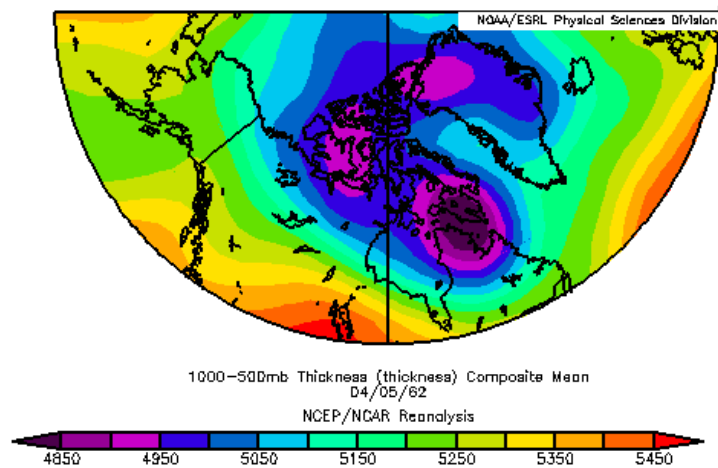 NOAA/ESRL Physical Sciences Division
1000-500mb Thickness (thickness) Composite Mean
04/05/62
NCEP/NCAR Reanalysis
4850 4950 5050 5150 5250 5350 5450